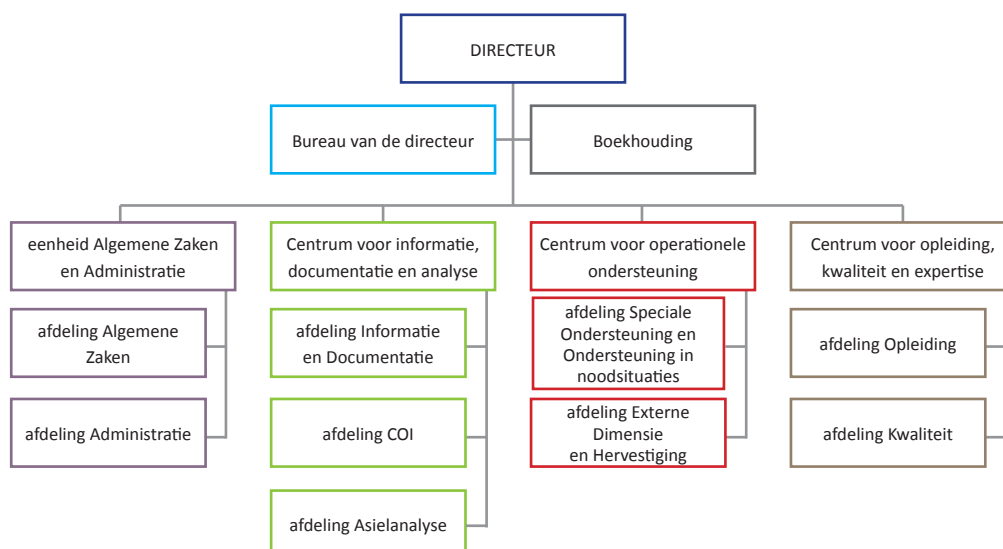 DIRECTEUR
Bureau van de directeur
Boekhouding
eenheid Algemene Zaken
en Administratie
Centrum voor informatie,
documentatie en analyse
Centrum voor operationele
ondersteuning
Centrum voor opleiding,
kwaliteit en expertise
afdeling Algemene
Zaken
afdeling Informatie
en Documentatie
afdeling Speciale
Ondersteuning en
Ondersteuning in
noodsituaties
afdeling Opleiding
afdeling Administratie
afdeling COI
afdeling Externe
Dimensie
en Hervestiging
afdeling Kwaliteit
afdeling Asielanalyse